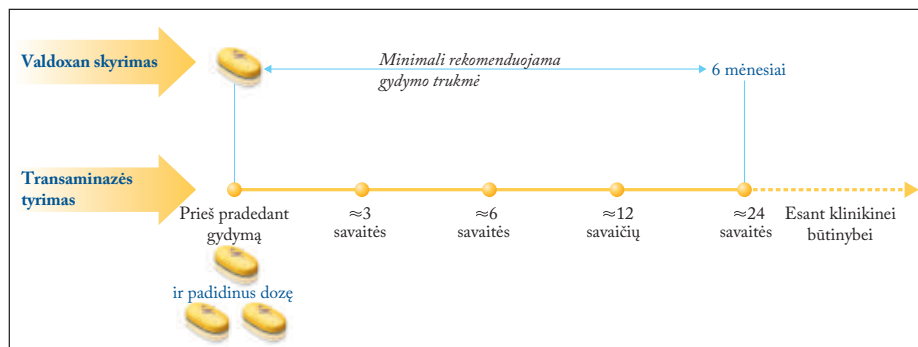 Valdoxan skyrimas
Minimali rekomenduojama
gydymo trukmė
6 mėnesiai
Transaminazės
tyrimas
Prieš pradedant
gydymą
≈3
savaitės
≈6
savaitės
≈12
savaičių
≈24
savaitės
Esant klinikinei
būtinybei
ir padidinus dozę